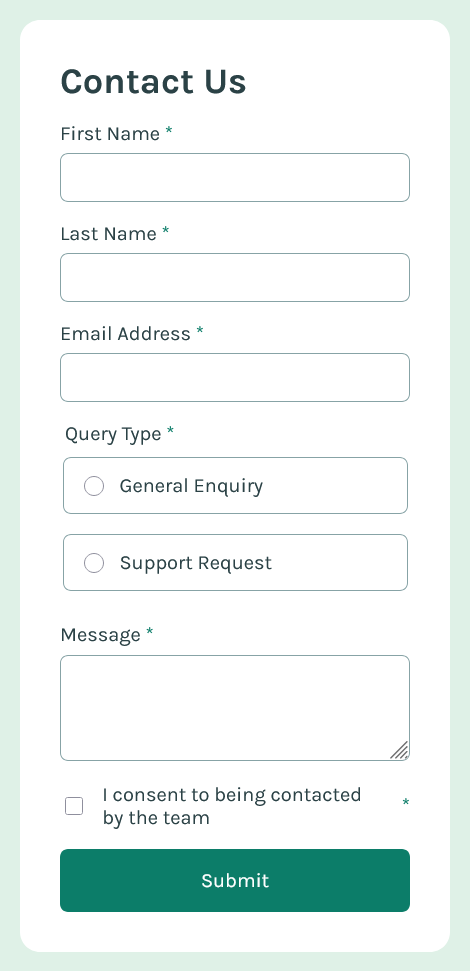 Contact Us
First Name *
Last Name *
Email Address *
Query Type *
General Enquiry
Support Request
Message *
I consent to being contacted
by the team *
Submit